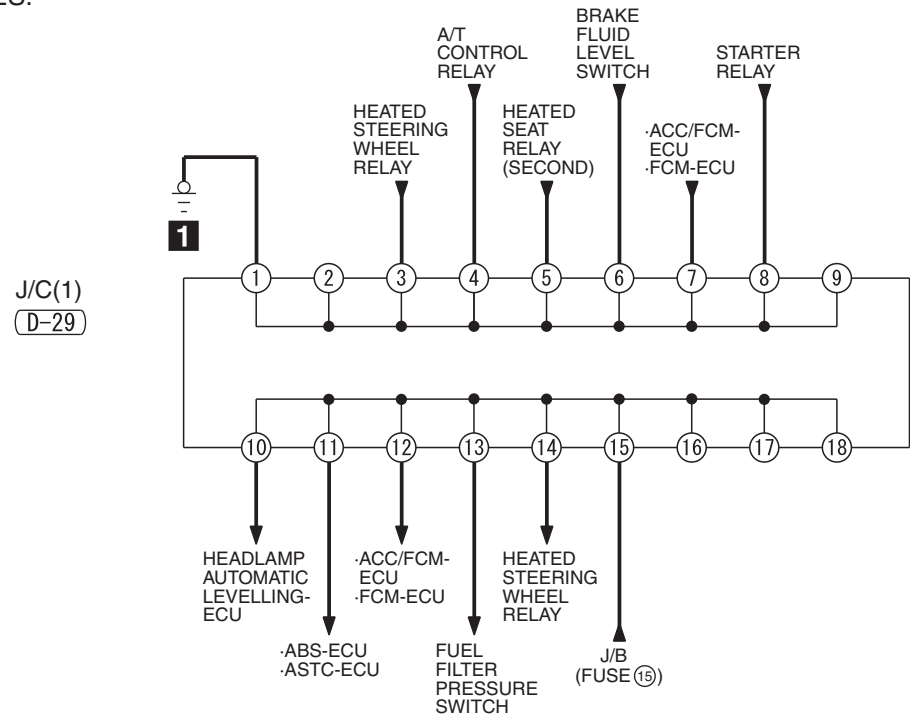 ES.
A/T
CONTROL
RELAY
BRAKE
FLUID
LEVEL
SWITCH
STARTER
RELAY
HEATED
STEERING
WHEEL
RELAY
HEATED
SEAT
RELAY
(SECOND)
·ACC/FCM-
ECU
·FCM-ECU
1
J/C(1)
D-29
1 2 3 4 5 6 7 8 9
10 11 12 13 14 15 16 17 18
HEADLAMP
AUTOMATIC
LEVELLING-
ECU
·ABS-ECU
·ASTC-ECU
·ACC/FCM-
ECU
·FCM-ECU
FUEL
FILTER
PRESSURE
SWITCH
HEATED
STEERING
WHEEL
RELAY
J/B
(FUSE 15)